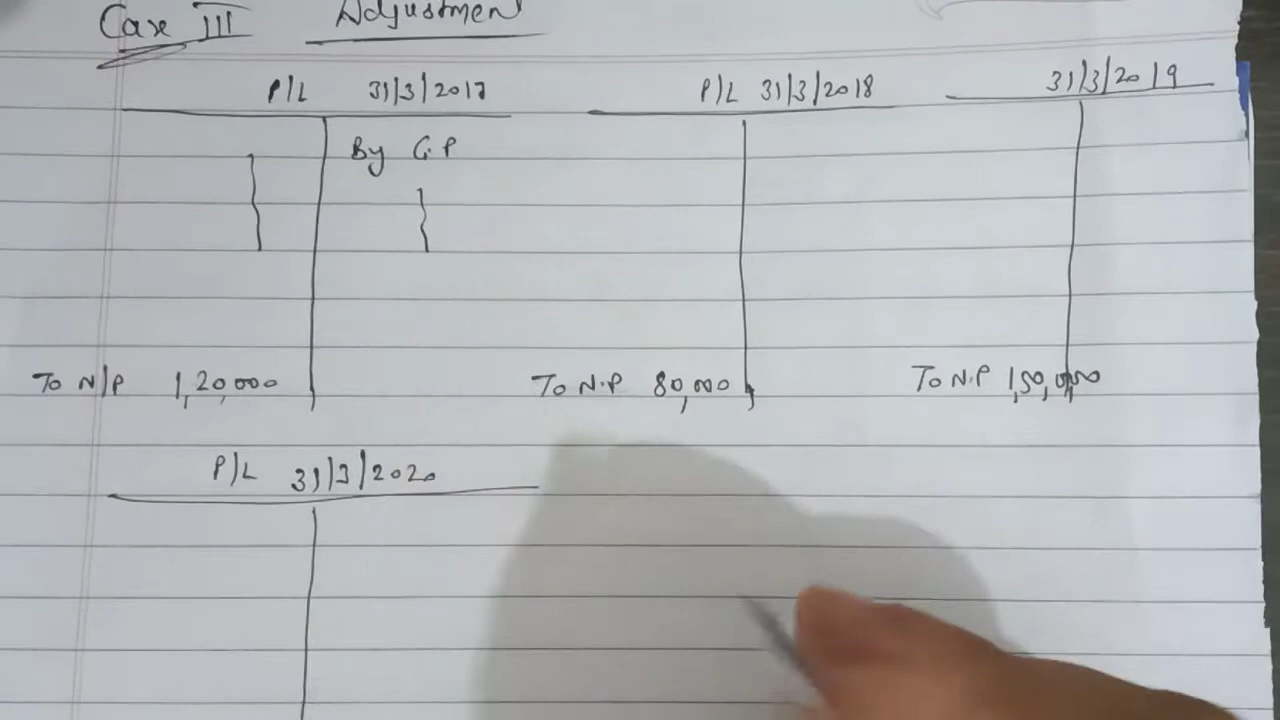 Case III Adjustment
P/L 31/3/2017 P/L 31/3/2018 31/3/2019
By G.P
To N/P 1,20,000 To N.P 80,000 To N.P 1,50,000
P/L 31/3/2020